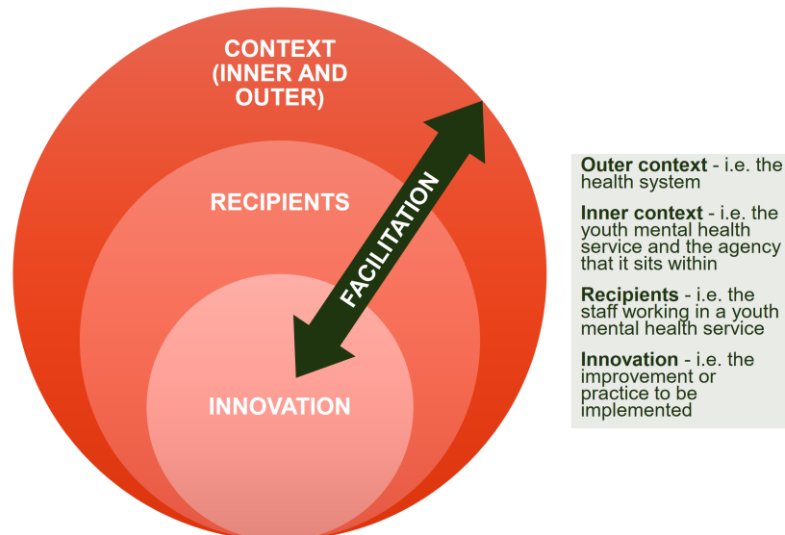 CONTEXT
(INNER AND
OUTER)
RECIPIENTS
FACILITATION
INNOVATION
Outer context - i.e. the
health system
Inner context - i.e. the
youth mental health
service and the agency
that it sits within
Recipients - i.e. the
staff working in a youth
mental health service
Innovation - i.e. the
improvement or
practice to be
implemented